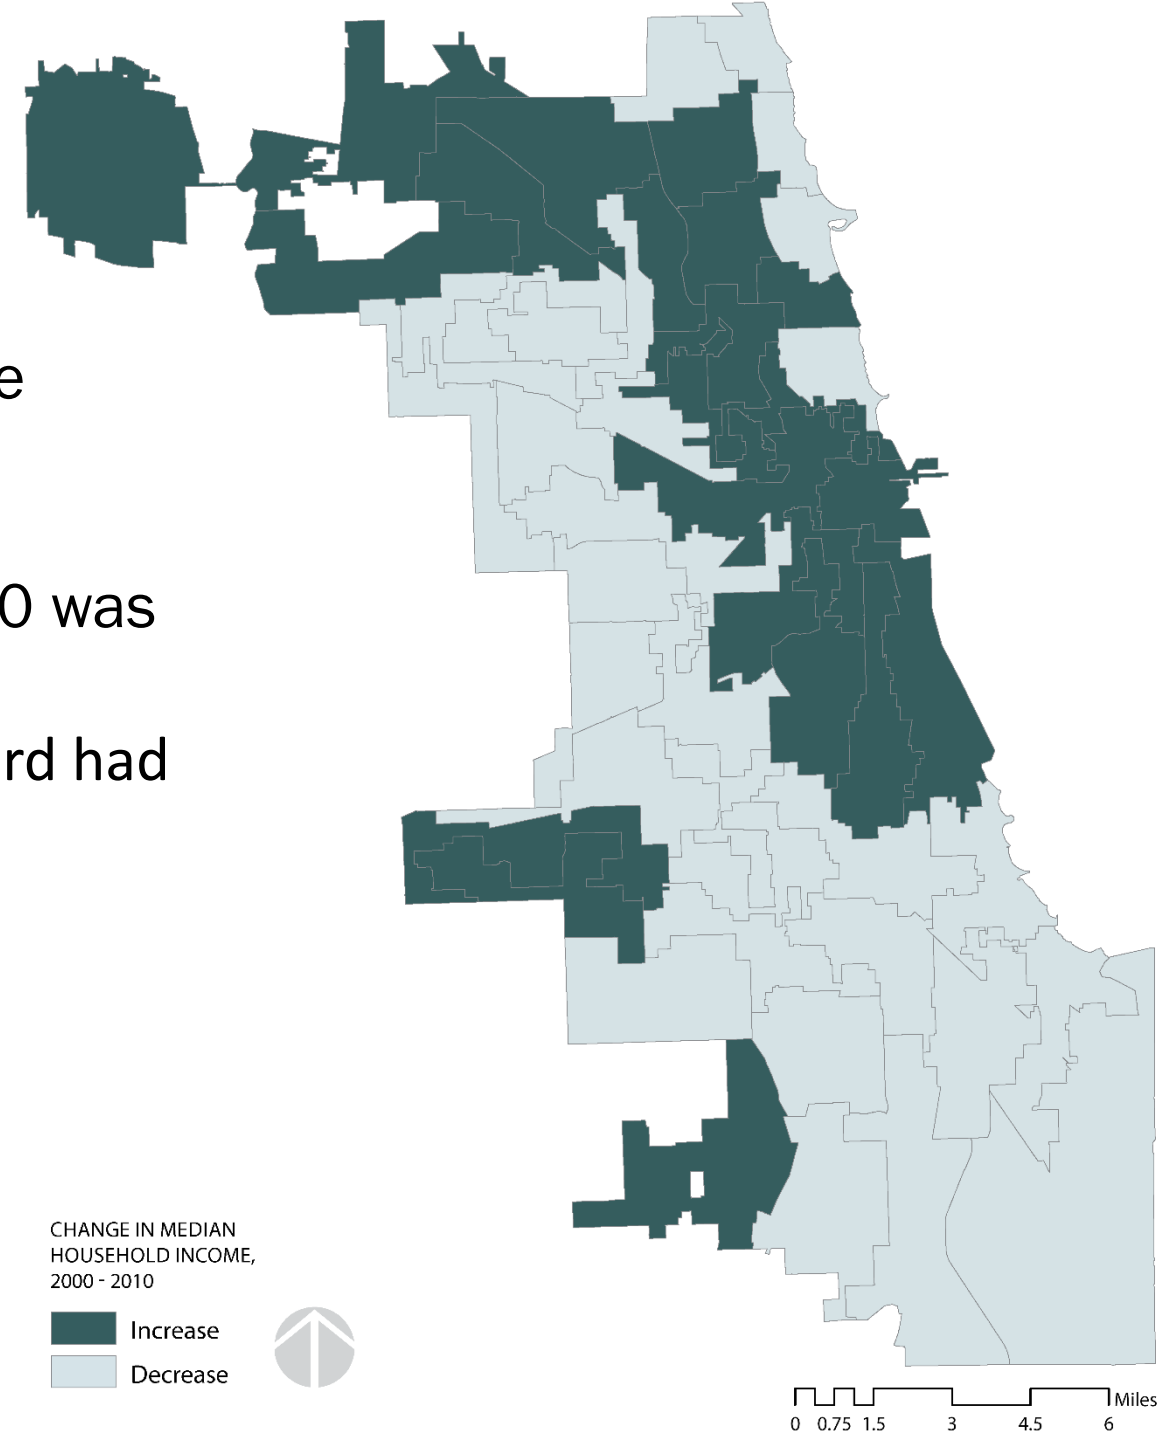 e
0 was
rd had
CHANGE IN MEDIAN
HOUSEHOLD INCOME,
2000 - 2010
Increase
Decrease
Miles
0 0.75 1.5 3 4.5 6